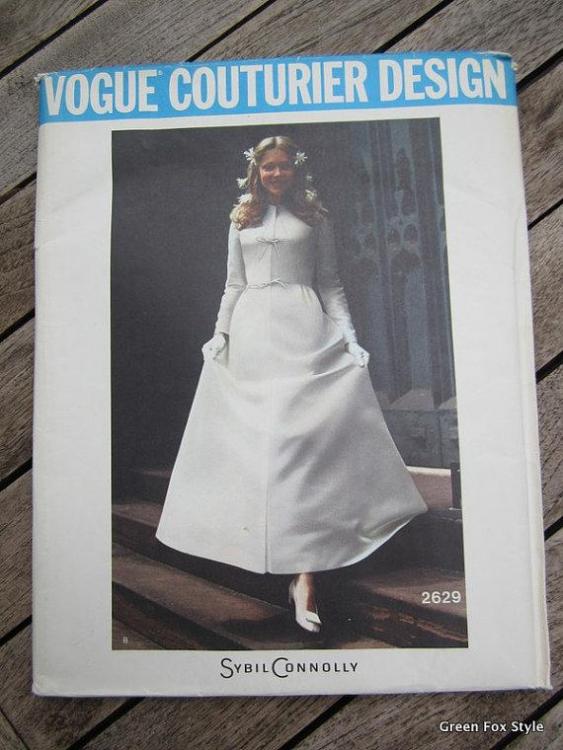 VOGUE® COUTURIER DESIGN
2629
B
SYBIL CONNOLLY
Green Fox Style